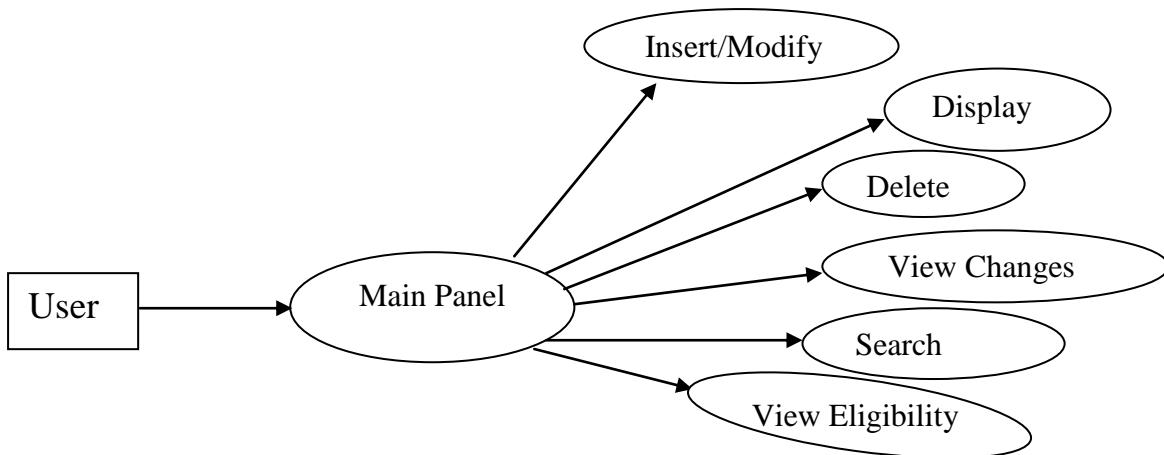 Insert/Modify
Display
Delete
View Changes
User
Main Panel
Search
View Eligibility